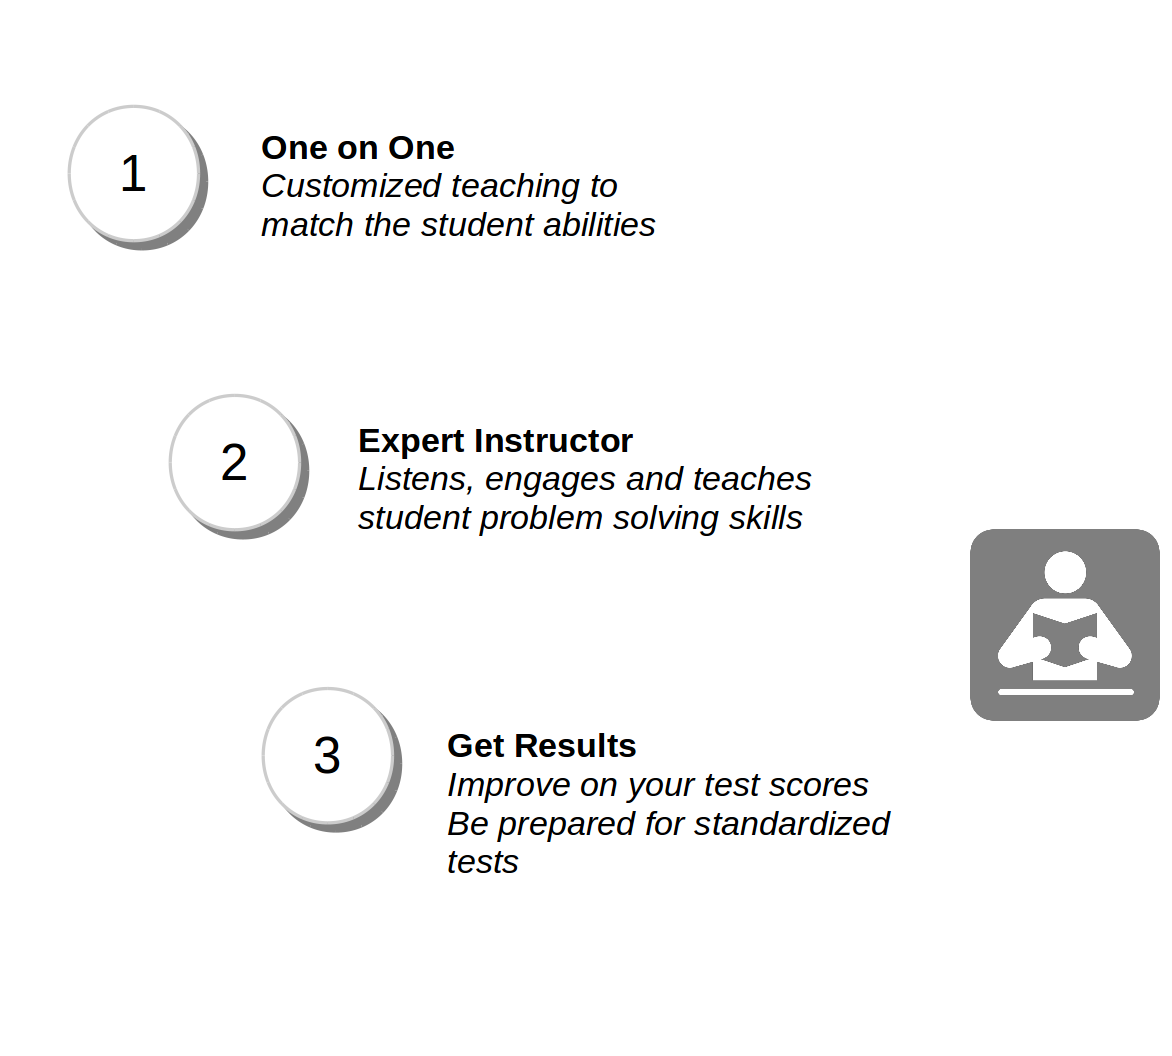 1
One on One
Customized teaching to
match the student abilities
2
Expert Instructor
Listens, engages and teaches
student problem solving skills
3
Get Results
Improve on your test scores
Be prepared for standardized
tests